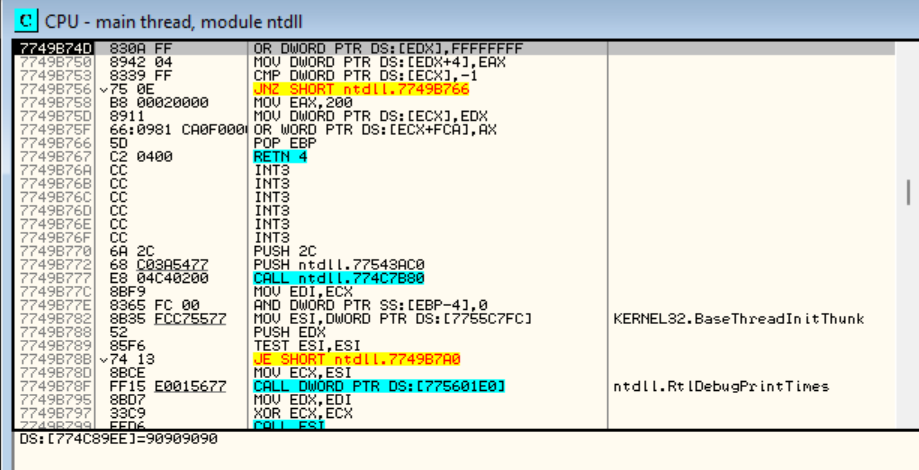 C CPU - main thread, module ntdll
7749B74D 830A FF OR DWORD PTR DS:[EDX],FFFFFFFF
7749B750 8942 04 MOV DWORD PTR DS:[EDX+4],EAX
7749B753 8339 FF CMP DWORD PTR DS:[ECX],-1
7749B756 75 0E JNZ SHORT ntdll.7749B766
7749B758 B8 00020000 MOV EAX,200
7749B75D 8911 MOV DWORD PTR DS:[ECX],EDX
7749B75F 66:0981 CA0F000 OR WORD PTR DS:[ECX+FCA],AX
7749B766 5D POP EBP
7749B767 C2 0400 RETN 4
7749B76A CC INT3
7749B76B CC INT3
7749B76C CC INT3
7749B76D CC INT3
7749B76E CC INT3
7749B76F CC INT3
7749B770 6A 2C PUSH 2C
7749B772 68 C03A5477 PUSH ntdll.77543AC0
7749B777 E8 04C40200 CALL ntdll.774C7B80
7749B77C 8BF9 MOV EDI,ECX
7749B77E 8365 FC 00 AND DWORD PTR SS:[EBP-4],0
7749B782 8B35 FCC75577 MOV ESI,DWORD PTR DS:[7755C7FC] KERNEL32.BaseThreadInitThunk
7749B788 52 PUSH EDX
7749B789 85F6 TEST ESI,ESI
7749B78B 74 13 JE SHORT ntdll.7749B7A0
7749B78D 8BCE MOV ECX,ESI
7749B78F FF15 E0015677 CALL DWORD PTR DS:[775601E0] ntdll.RtlDebugPrintTimes
7749B795 8BD7 MOV EDX,EDI
7749B797 33C9 XOR ECX,ECX
7749B799 FFD6 CALL ESI
DS:[774C89EE]=90909090